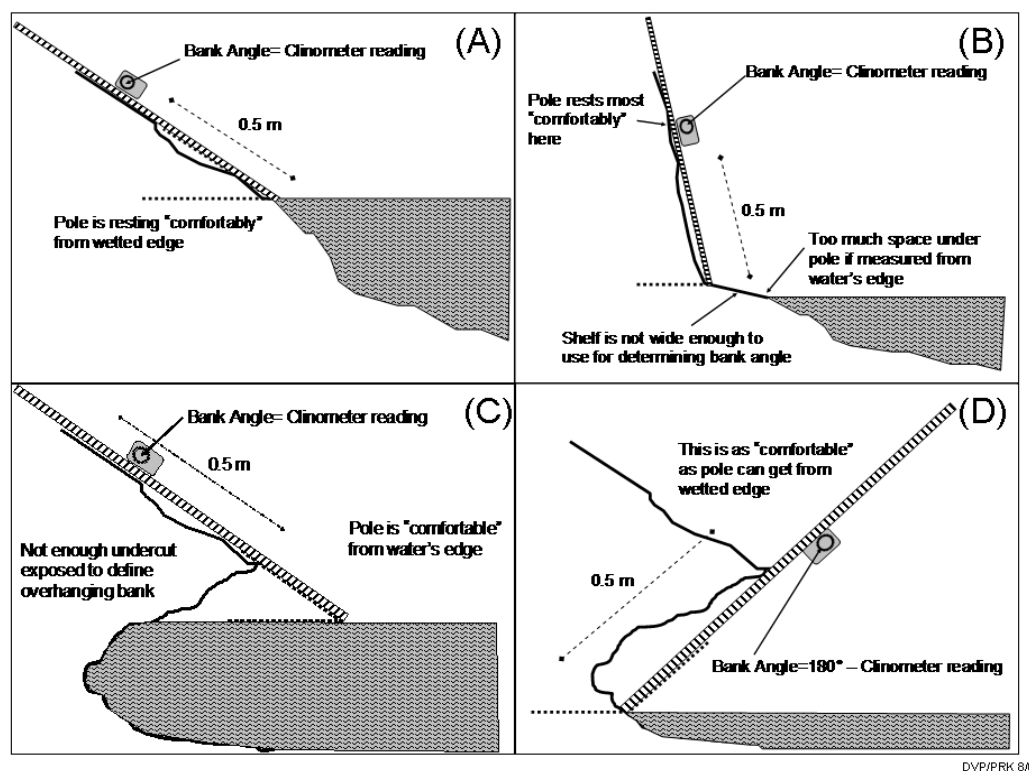 (A)
Bank Angle= Clinometer reading
0.5 m
Pole is resting "comfortably"
from wetted edge
(B)
Bank Angle= Clinometer reading
Pole rests most
"comfortably"
here
0.5 m
Too much space under
pole if measured from
water's edge
Shelf is not wide enough to
use for determining bank angle
(C)
Bank Angle= Clinometer reading
0.5 m
Pole is "comfortable"
from water's edge
Not enough undercut
exposed to define
overhanging bank
(D)
This is as "comfortable"
as pole can get from
wetted edge
0.5 m
Bank Angle=180° – Clinometer reading
DVP/PRK 8/